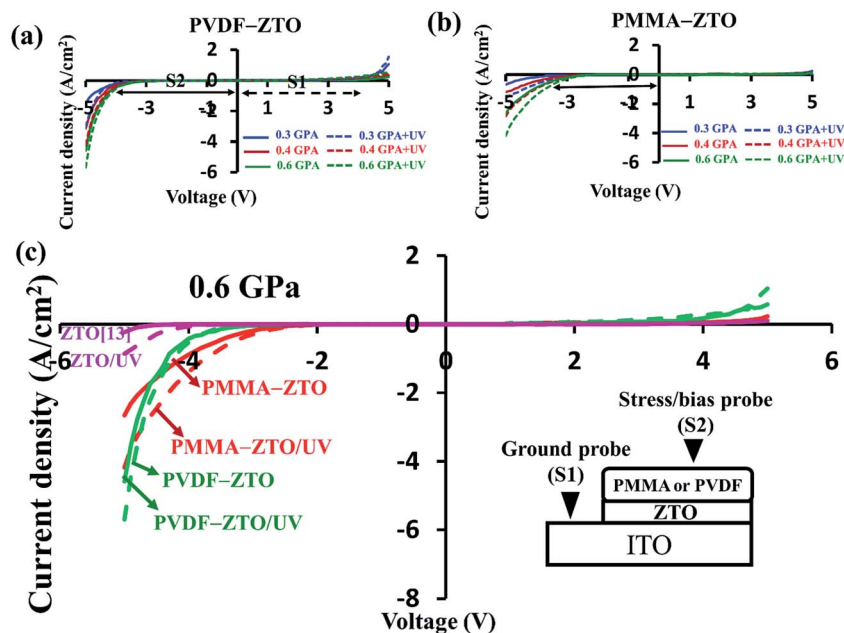 (a)
PVDF–ZTO
Current density (A/cm²)
2
0
-2
-4
-6
-5
-3
-1
1
3
5
S2
S1
0.3 GPA
0.3 GPA+UV
0.4 GPA
0.4 GPA+UV
0.6 GPA
0.6 GPA+UV
Voltage (V)
(b)
PMMA–ZTO
Current density (A/cm²)
2
0
-2
-4
-6
-5
-3
-1
1
3
5
0.3 GPA
0.3 GPA+UV
0.4 GPA
0.4 GPA+UV
0.6 GPA
0.6 GPA+UV
Voltage (V)
(c)
0.6 GPa
Current density (A/cm²)
2
0
-2
-4
-6
-8
-6
-4
-2
0
2
4
6
ZTO[13]
ZTO/UV
PMMA–ZTO
PMMA–ZTO/UV
PVDF–ZTO
PVDF–ZTO/UV
Voltage (V)
Stress/bias probe
(S2)
Ground probe
(S1)
PMMA or PVDF
ZTO
ITO